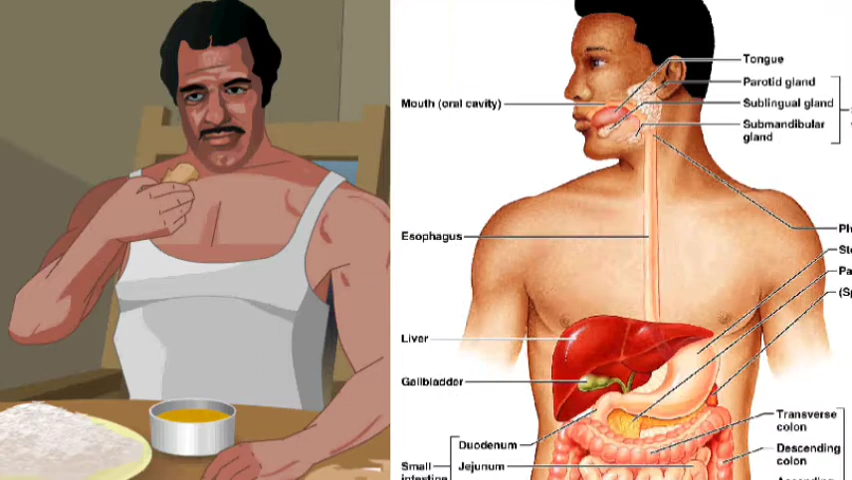 Tongue
Parotid gland
Mouth (oral cavity)
Sublingual gland
Submandibular
gland
Esophagus
Liver
Gallbladder
Duodenum
Small
Jejunum
intestine
Transverse
colon
Descending
colon